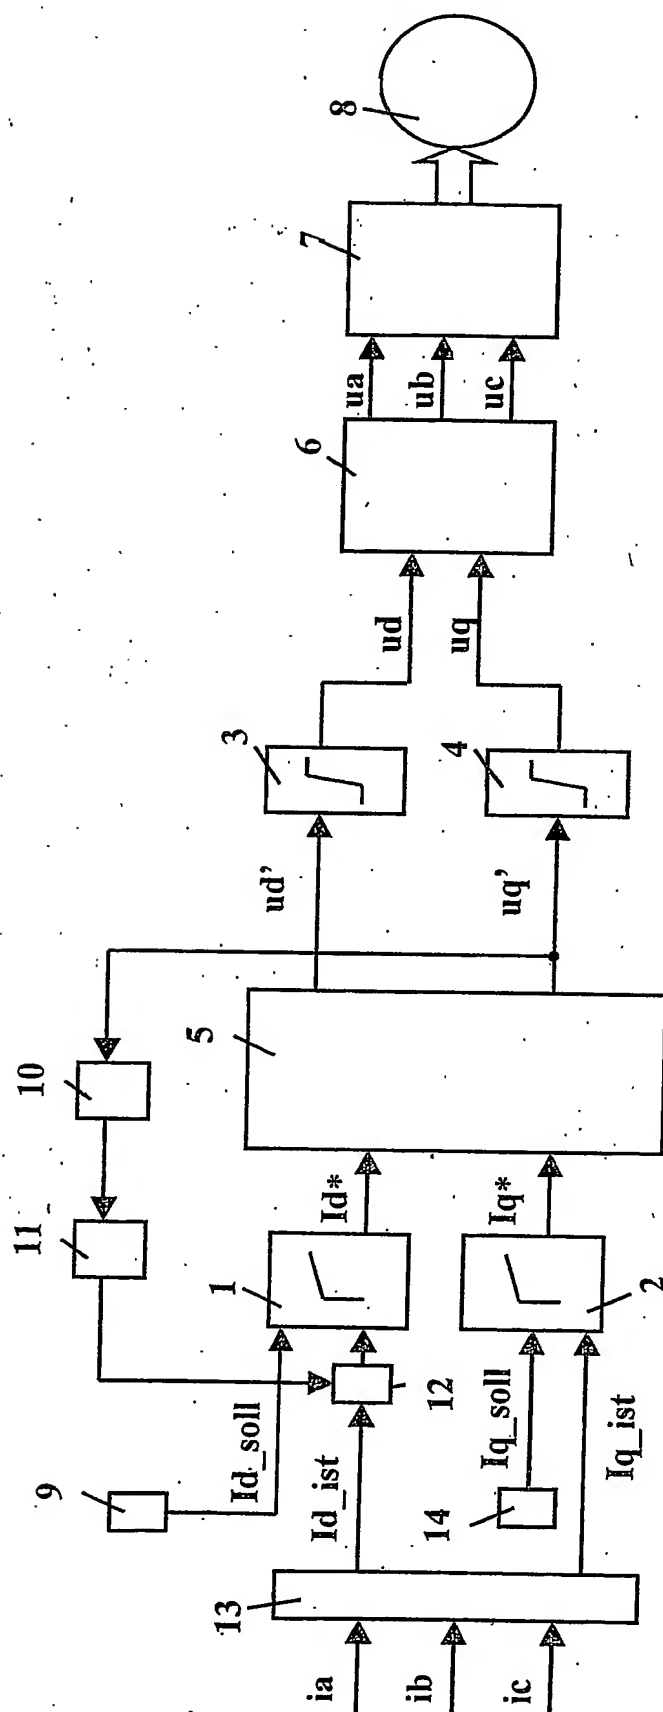 ia
ib
ic
13
9
Id_soll
Id_ist
14
Iq_soll
Iq_ist
12
11
10
1
2
Id*
Iq*
5
ud'
uq'
3
4
ud
uq
6
ua
ub
uc
7
8